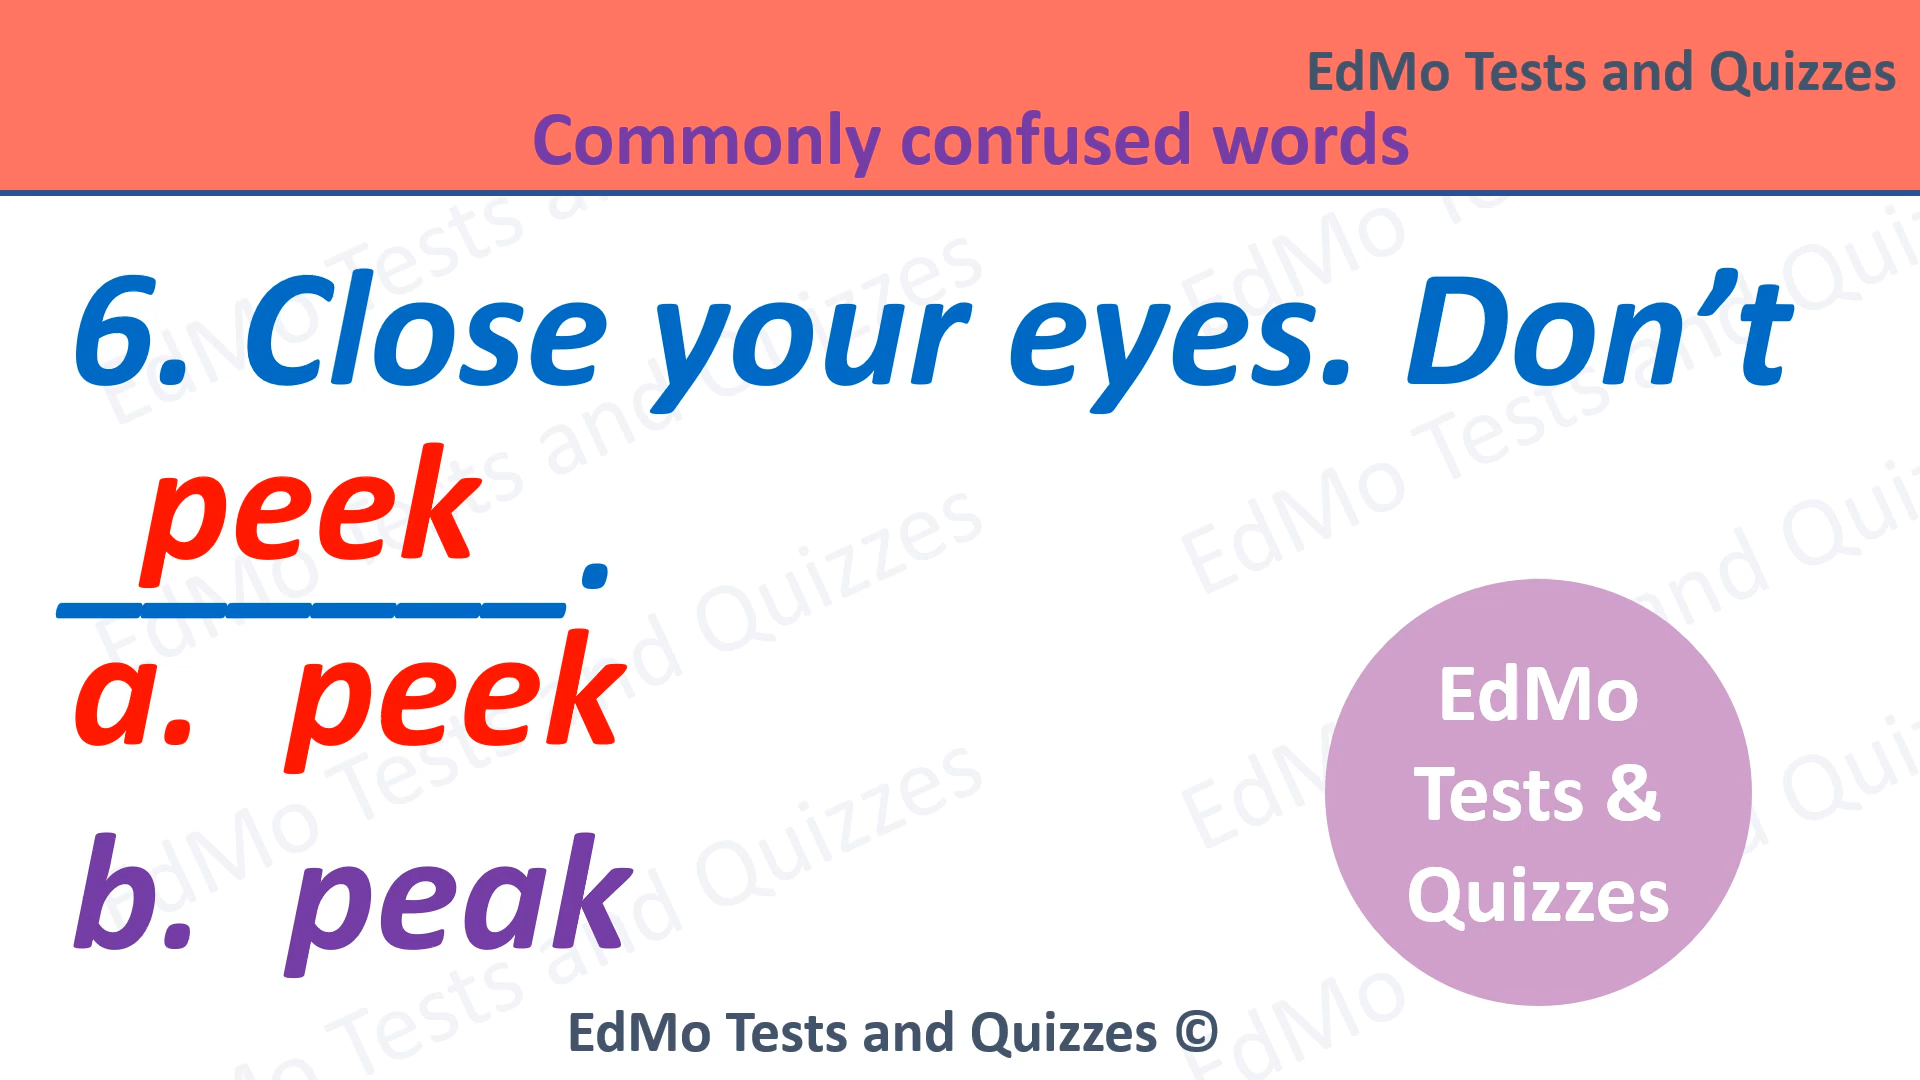 EdMo Tests and Quizzes
Commonly confused words
6. Close your eyes. Don’t
peek
______.
a. peek
b. peak
EdMo
Tests &
Quizzes
EdMo Tests and Quizzes ©